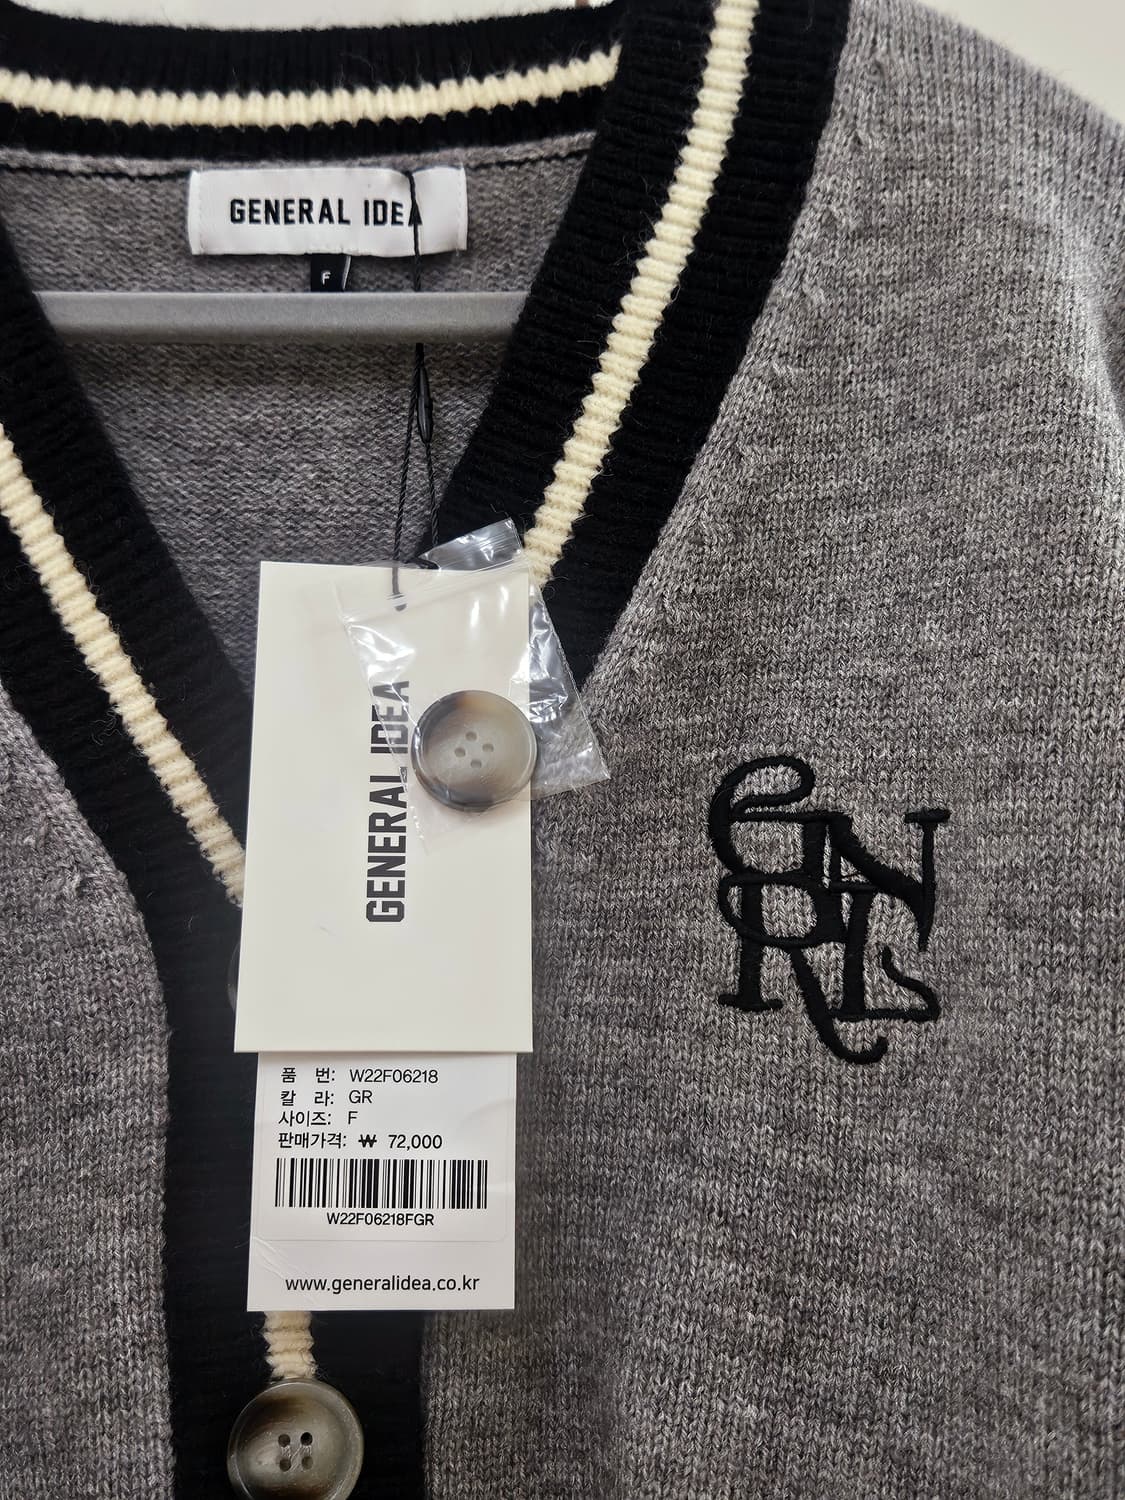 GENERAL IDEA
F
GENERAL IDEA
GNRL
품 번: W22F06218
칼 라: GR
사이즈: F
판매가격: ₩ 72,000
W22F06218FGR
www.generalidea.co.kr